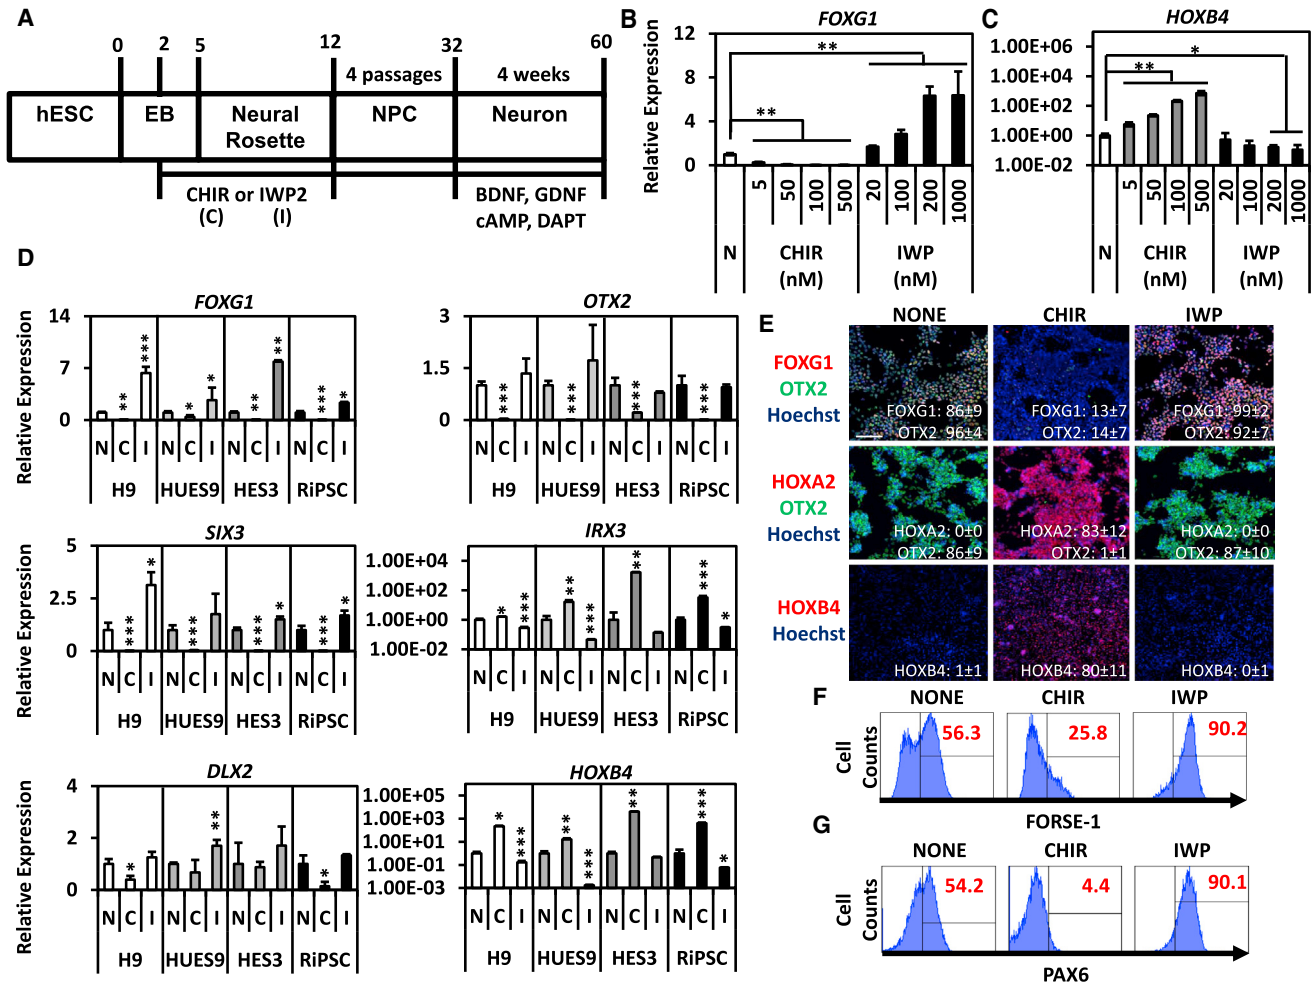 A
0 2 5 12 32 60
4 passages 4 weeks
hESC EB Neural Rosette NPC Neuron
CHIR or IWP2
(C) (I)
BDNF, GDNF
cAMP, DAPT
B
FOXG1
Relative Expression
12
8
4
0
** **
5 50 100 500 20 100 200 1000
N CHIR (nM) IWP (nM)
C
HOXB4
1.00E+06
1.00E+04
1.00E+02
1.00E+00
1.00E-02
** *
5 50 100 500 20 100 200 1000
N CHIR (nM) IWP (nM)
D
FOXG1
Relative Expression
14
7
0
** *** * * ** ** *** *
N C I N C I N C I N C I
H9 HUES9 HES3 RiPSC
OTX2
3
1.5
0
*** *** *** ***
N C I N C I N C I N C I
H9 HUES9 HES3 RiPSC
SIX3
Relative Expression
5
2.5
0
*** * *** *** * *** *
N C I N C I N C I N C I
H9 HUES9 HES3 RiPSC
IRX3
1.00E+04
1.00E+02
1.00E+00
1.00E-02
* *** ** *** ** *** *
N C I N C I N C I N C I
H9 HUES9 HES3 RiPSC
DLX2
Relative Expression
4
2
0
* ** *
N C I N C I N C I N C I
H9 HUES9 HES3 RiPSC
HOXB4
1.00E+05
1.00E+03
1.00E+01
1.00E-01
1.00E-03
* *** ** *** ** *** *
N C I N C I N C I N C I
H9 HUES9 HES3 RiPSC
E
NONE CHIR IWP
FOXG1
OTX2
Hoechst
FOXG1: 86±9
OTX2: 96±4
FOXG1: 13±7
OTX2: 14±7
FOXG1: 99±2
OTX2: 92±7
HOXA2
OTX2
Hoechst
HOXA2: 0±0
OTX2: 86±9
HOXA2: 83±12
OTX2: 1±1
HOXA2: 0±0
OTX2: 87±10
HOXB4
Hoechst
HOXB4: 1±1
HOXB4: 80±11
HOXB4: 0±1
F
NONE CHIR IWP
Cell Counts
56.3 25.8 90.2
FORSE-1
G
NONE CHIR IWP
Cell Counts
54.2 4.4 90.1
PAX6